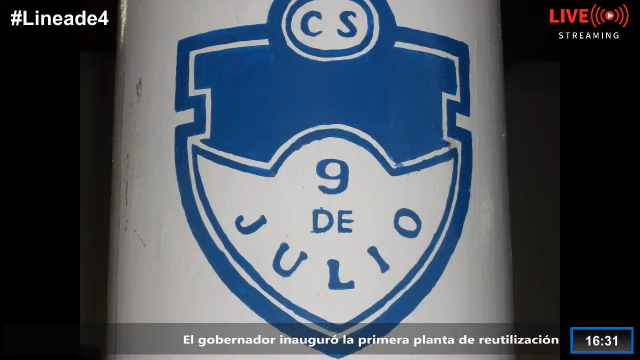 #Lineade4
LIVE
STREAMING
CS
9
DE
JULIO
El gobernador inauguró la primera planta de reutilización
16:31